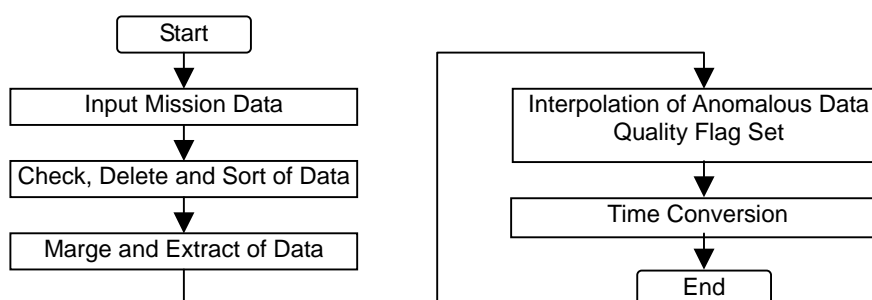 Start
Input Mission Data
Check, Delete and Sort of Data
Marge and Extract of Data
Interpolation of Anomalous Data
Quality Flag Set
Time Conversion
End